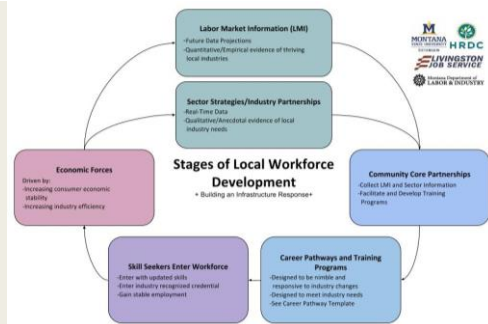 Labor Market Information (LMI)
-Future Data Projections
-Quantitative/Empirical evidence of thriving
local industries
MONTANA
STATE UNIVERSITY
EXTENSION
HRDC
LIVINGSTON
JOB SERVICE
Montana Department of
LABOR & INDUSTRY
Sector Strategies/Industry Partnerships
-Real-Time Data
-Qualitative/Anecdotal evidence of local
industry needs
Stages of Local Workforce
Development
+ Building an Infrastructure Response+
Economic Forces
Driven by:
-Increasing consumer economic
stability
-Increasing industry efficiency
Community Core Partnerships
-Collect LMI and Sector Information
-Facilitate and Develop Training
Programs
Skill Seekers Enter Workforce
-Enter with updated skills
-Enter industry recognized credential
-Gain stable employment
Career Pathways and Training
Programs
-Designed to be nimble and
responsive to industry changes
-Designed to meet industry needs
-See Career Pathway Template